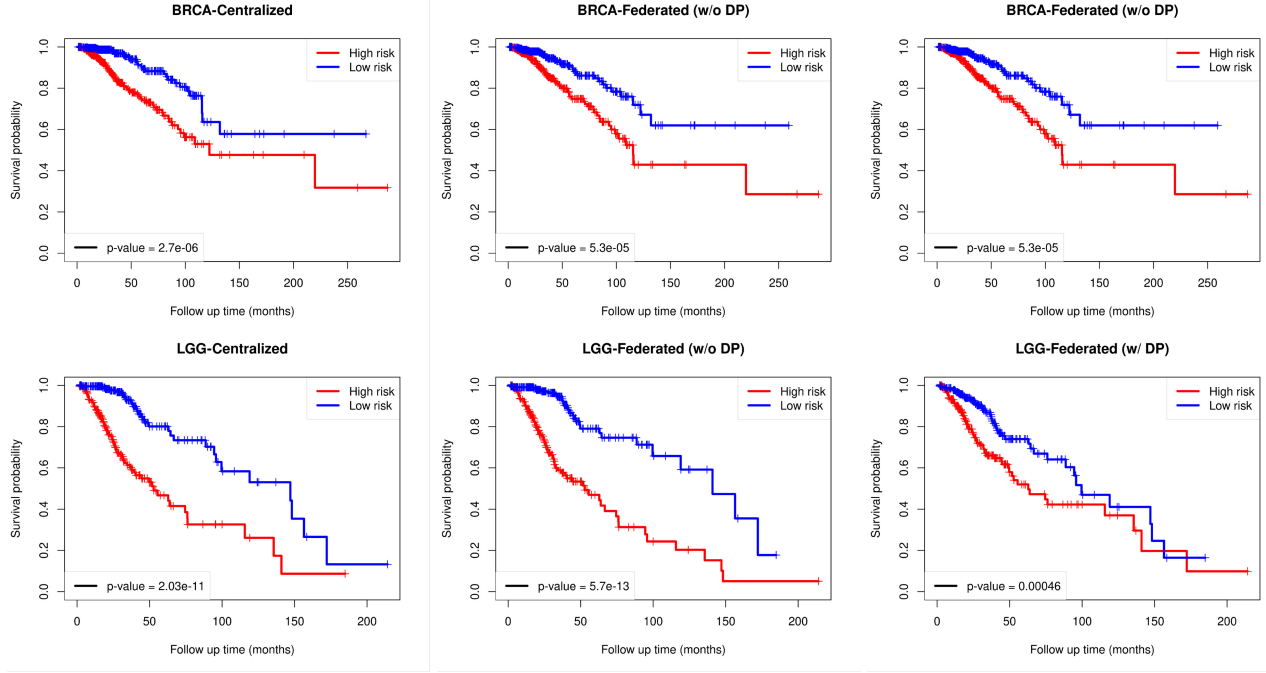 BRCA-Centralized
Survival probability
1.0
0.8
0.6
0.4
0.2
0.0
High risk
Low risk
p-value = 2.7e-06
0 50 100 150 200 250
Follow up time (months)
BRCA-Federated (w/o DP)
Survival probability
1.0
0.8
0.6
0.4
0.2
0.0
High risk
Low risk
p-value = 5.3e-05
0 50 100 150 200 250
Follow up time (months)
BRCA-Federated (w/o DP)
Survival probability
1.0
0.8
0.6
0.4
0.2
0.0
High risk
Low risk
p-value = 5.3e-05
0 50 100 150 200 250
Follow up time (months)
LGG-Centralized
Survival probability
1.0
0.8
0.6
0.4
0.2
0.0
High risk
Low risk
p-value = 2.03e-11
0 50 100 150 200
Follow up time (months)
LGG-Federated (w/o DP)
Survival probability
1.0
0.8
0.6
0.4
0.2
0.0
High risk
Low risk
p-value = 5.7e-13
0 50 100 150 200
Follow up time (months)
LGG-Federated (w/ DP)
Survival probability
1.0
0.8
0.6
0.4
0.2
0.0
High risk
Low risk
p-value = 0.00046
0 50 100 150 200
Follow up time (months)